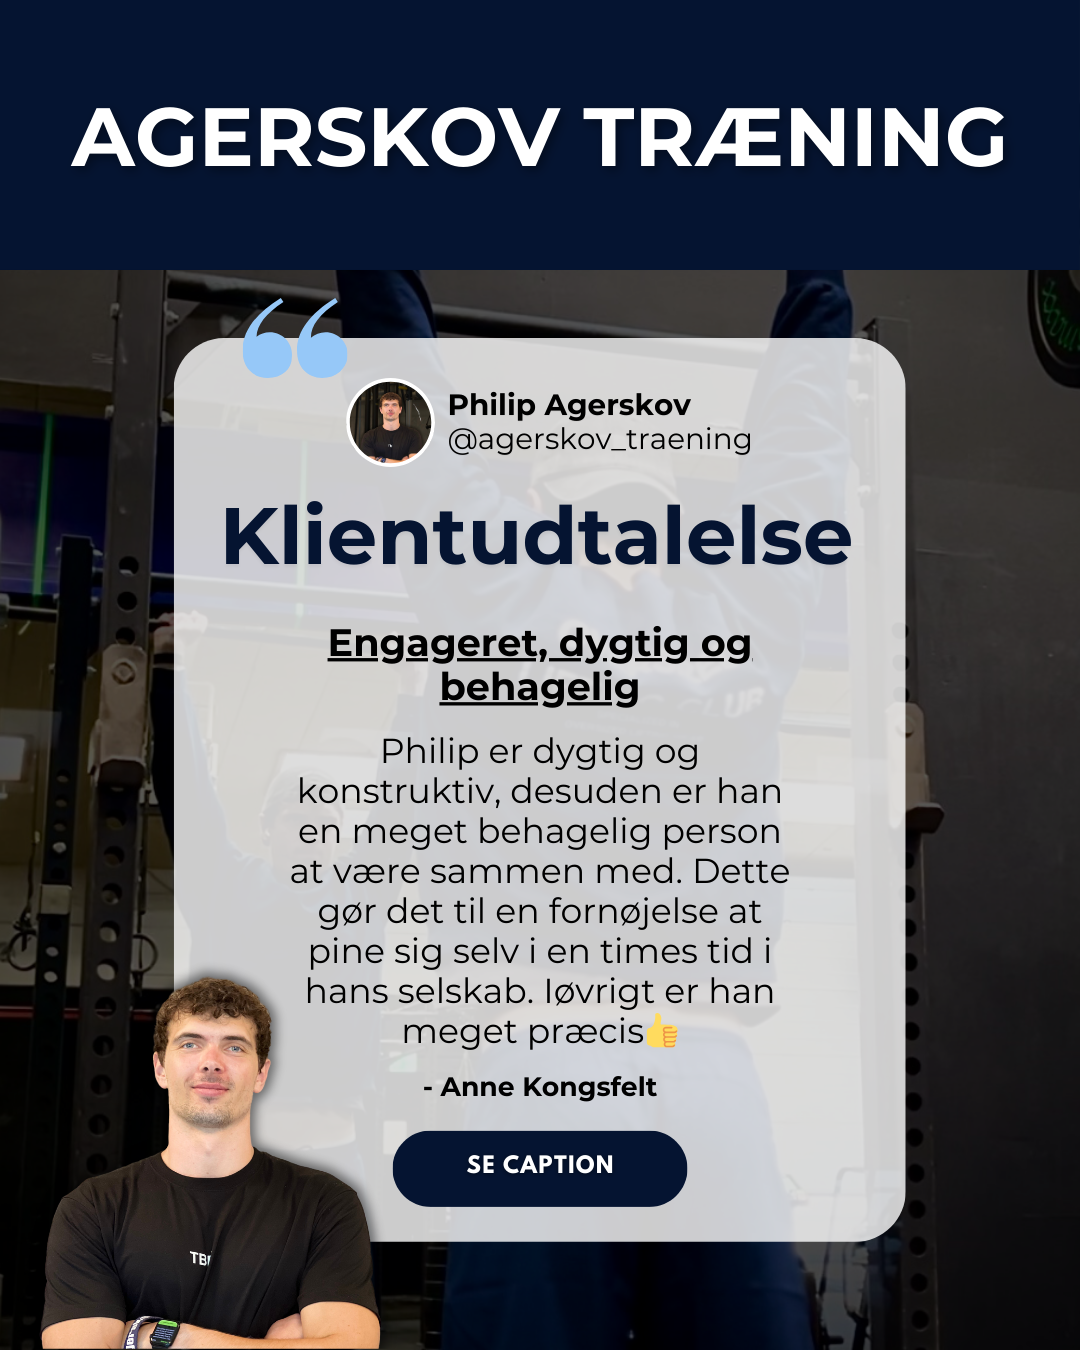 AGERSKOV TRÆNING
Philip Agerskov
@agerskov_traening
Klientudtalelse
Engageret, dygtig og
behagelig
Philip er dygtig og
konstruktiv, desuden er han
en meget behagelig person
at være sammen med. Dette
gør det til en fornøjelse at
pine sig selv i en times tid i
hans selskab. Iøvrigt er han
meget præcis👍
- Anne Kongsfelt
SE CAPTION